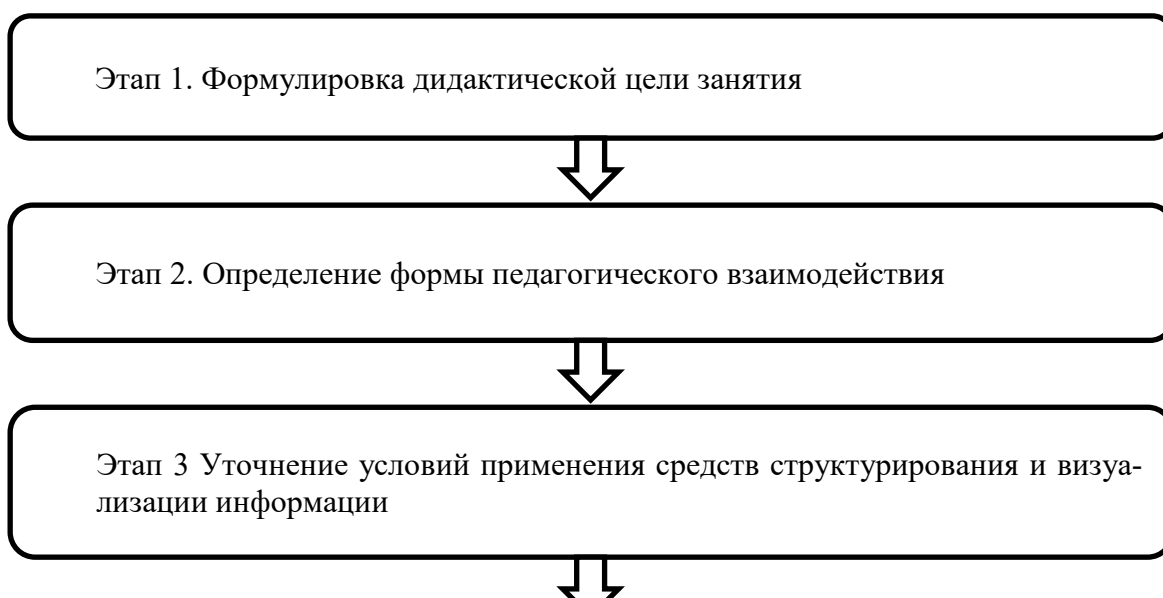 Этап 1. Формулировка дидактической цели занятия
Этап 2. Определение формы педагогического взаимодействия
Этап 3 Уточнение условий применения средств структурирования и визуа-
лизации информации